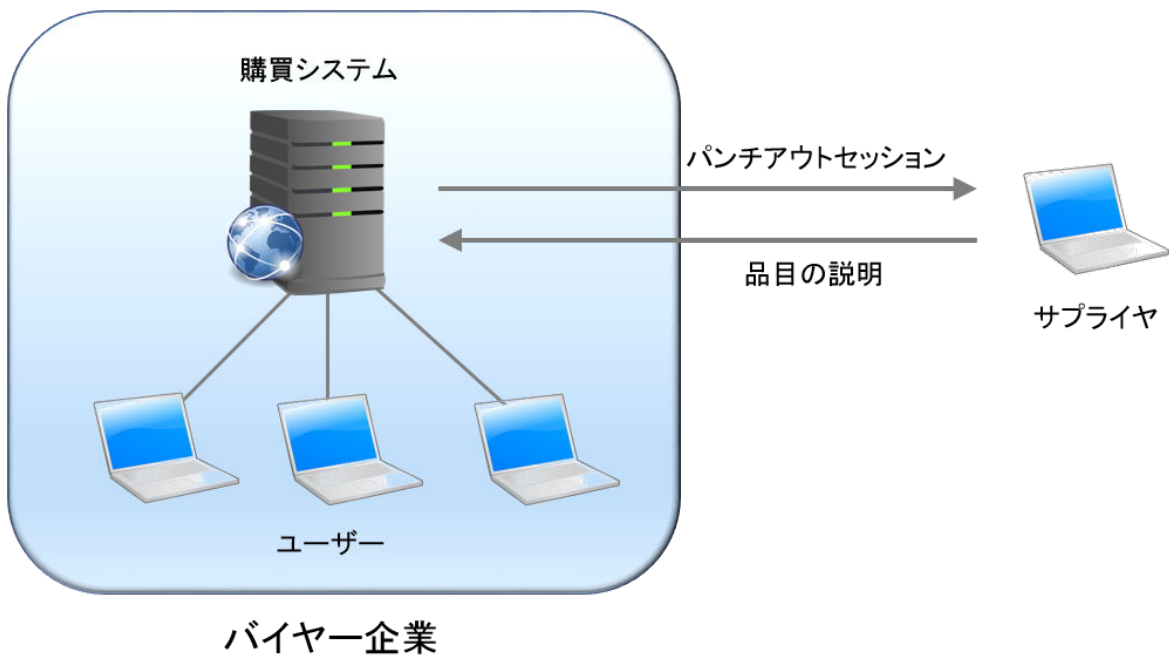 購買システム
パンチアウトセッション
品目の説明
サプライヤ
ユーザー
バイヤー企業